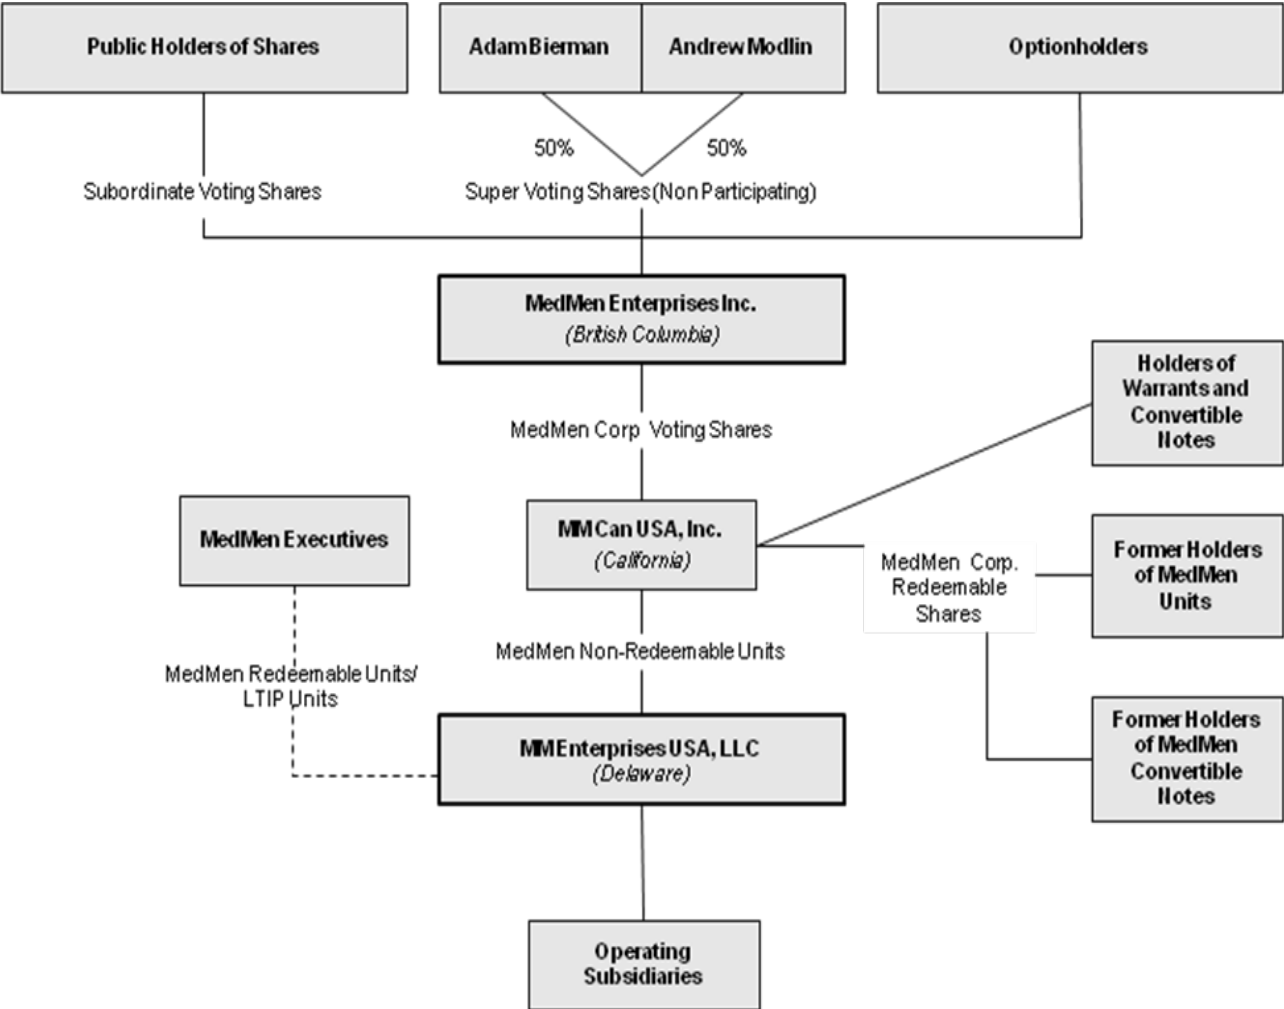 Public Holders of Shares
Adam Bierman
Andrew Modlin
Optionholders
50%
50%
Subordinate Voting Shares
Super Voting Shares (Non Participating)
MedMen Enterprises Inc.
(British Columbia)
MedMen Corp Voting Shares
Holders of
Warrants and
Convertible
Notes
MedMen Executives
MM Can USA, Inc.
(California)
MedMen Corp.
Redeemable
Shares
Former Holders
of MedMen
Units
MedMen Non-Redeemable Units
MedMen Redeemable Units/
LTIP Units
MM Enterprises USA, LLC
(Delaware)
Former Holders
of MedMen
Convertible
Notes
Operating
Subsidiaries